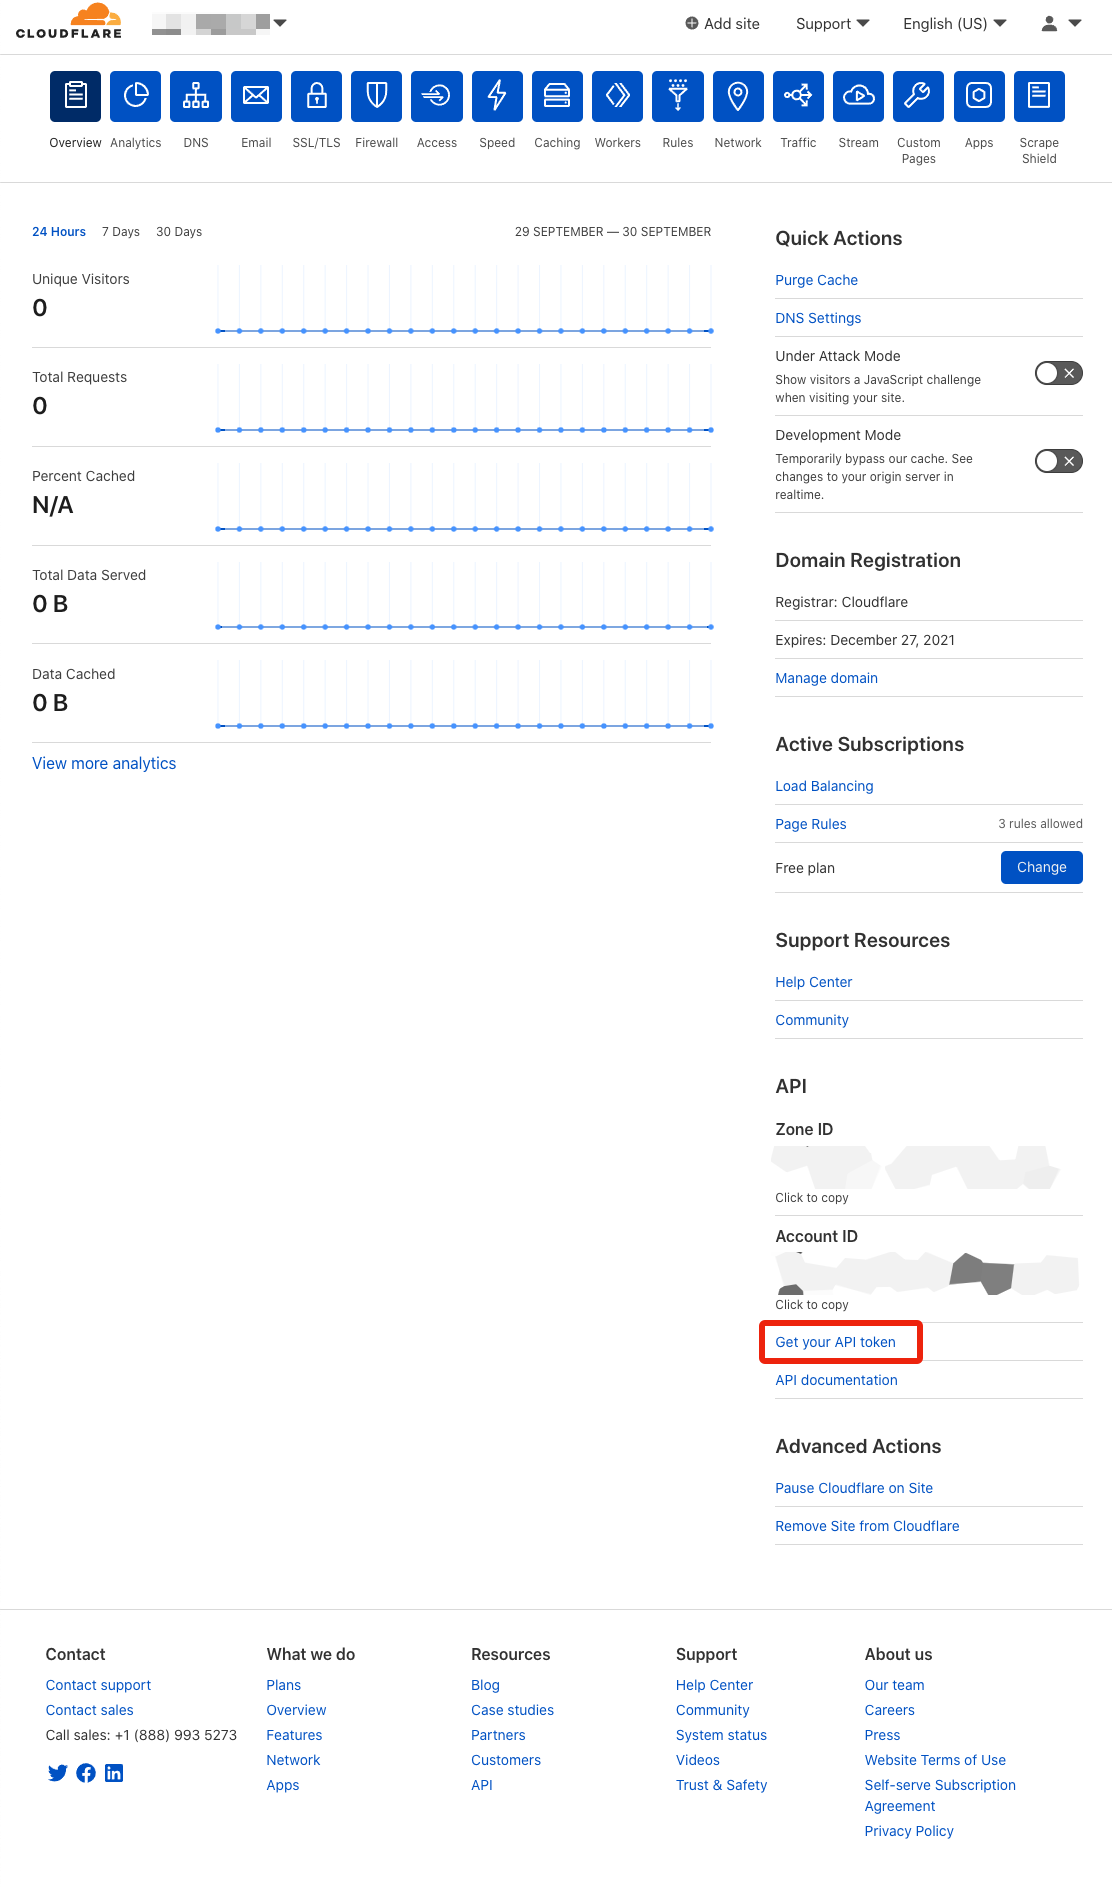 CLOUDFLARE
Add site
Support
English (US)
Overview
Analytics
DNS
Email
SSL/TLS
Firewall
Access
Speed
Caching
Workers
Rules
Network
Traffic
Stream
Custom
Pages
Apps
Scrape
Shield
24 Hours 7 Days 30 Days
29 SEPTEMBER — 30 SEPTEMBER
Unique Visitors
0
Total Requests
0
Percent Cached
N/A
Total Data Served
0 B
Data Cached
0 B
View more analytics
Quick Actions
Purge Cache
DNS Settings
Under Attack Mode
Show visitors a JavaScript challenge
when visiting your site.
Development Mode
Temporarily bypass our cache. See
changes to your origin server in
realtime.
Domain Registration
Registrar: Cloudflare
Expires: December 27, 2021
Manage domain
Active Subscriptions
Load Balancing
Page Rules 3 rules allowed
Free plan Change
Support Resources
Help Center
Community
API
Zone ID
Click to copy
Account ID
Click to copy
Get your API token
API documentation
Advanced Actions
Pause Cloudflare on Site
Remove Site from Cloudflare
Contact
Contact support
Contact sales
Call sales: +1 (888) 993 5273
What we do
Plans
Overview
Features
Network
Apps
Resources
Blog
Case studies
Partners
Customers
API
Support
Help Center
Community
System status
Videos
Trust & Safety
About us
Our team
Careers
Press
Website Terms of Use
Self-serve Subscription
Agreement
Privacy Policy